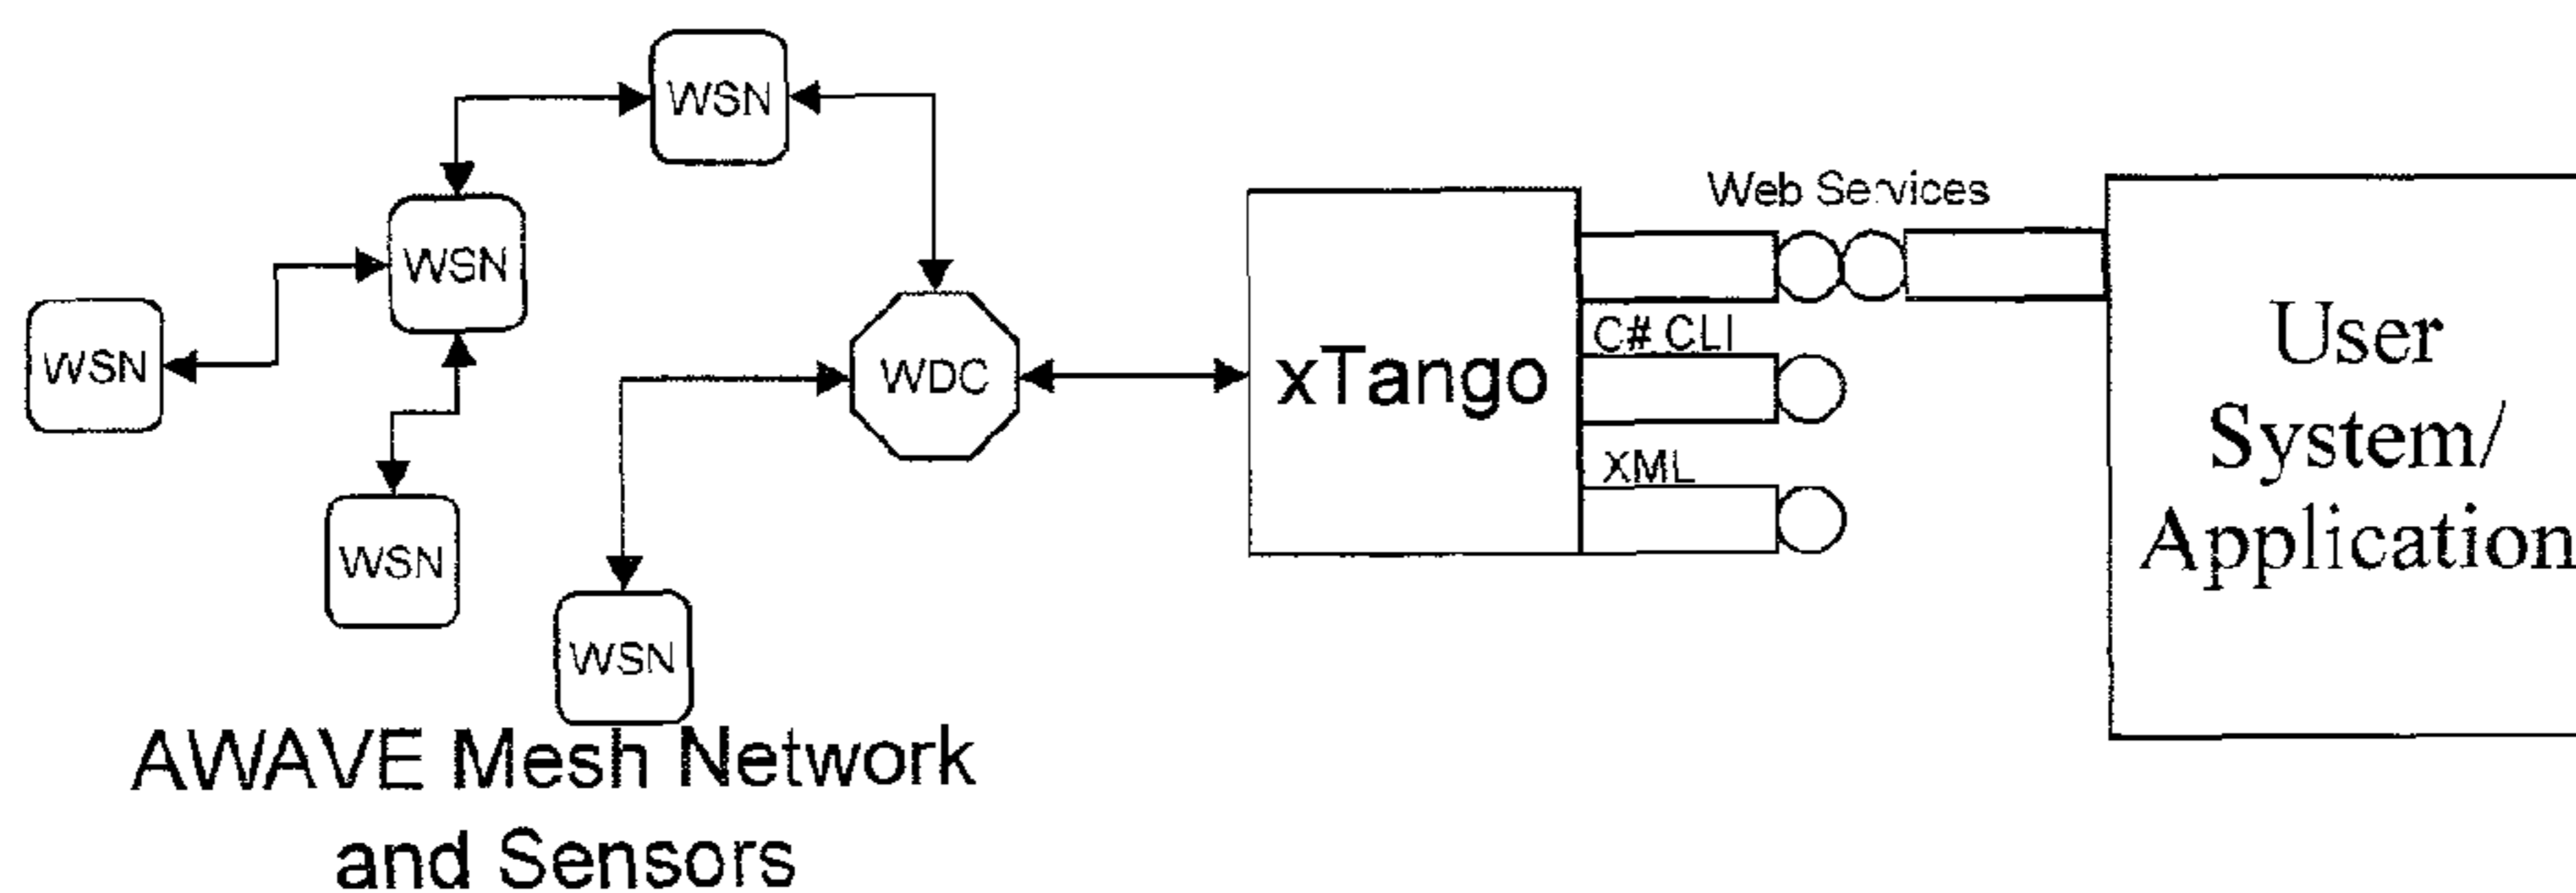 WSN
Web Services
WSN
WSN
WDC
xTango
C# CLI
XML
User
System/
Application
WSN
WSN
AWAVE Mesh Network
and Sensors